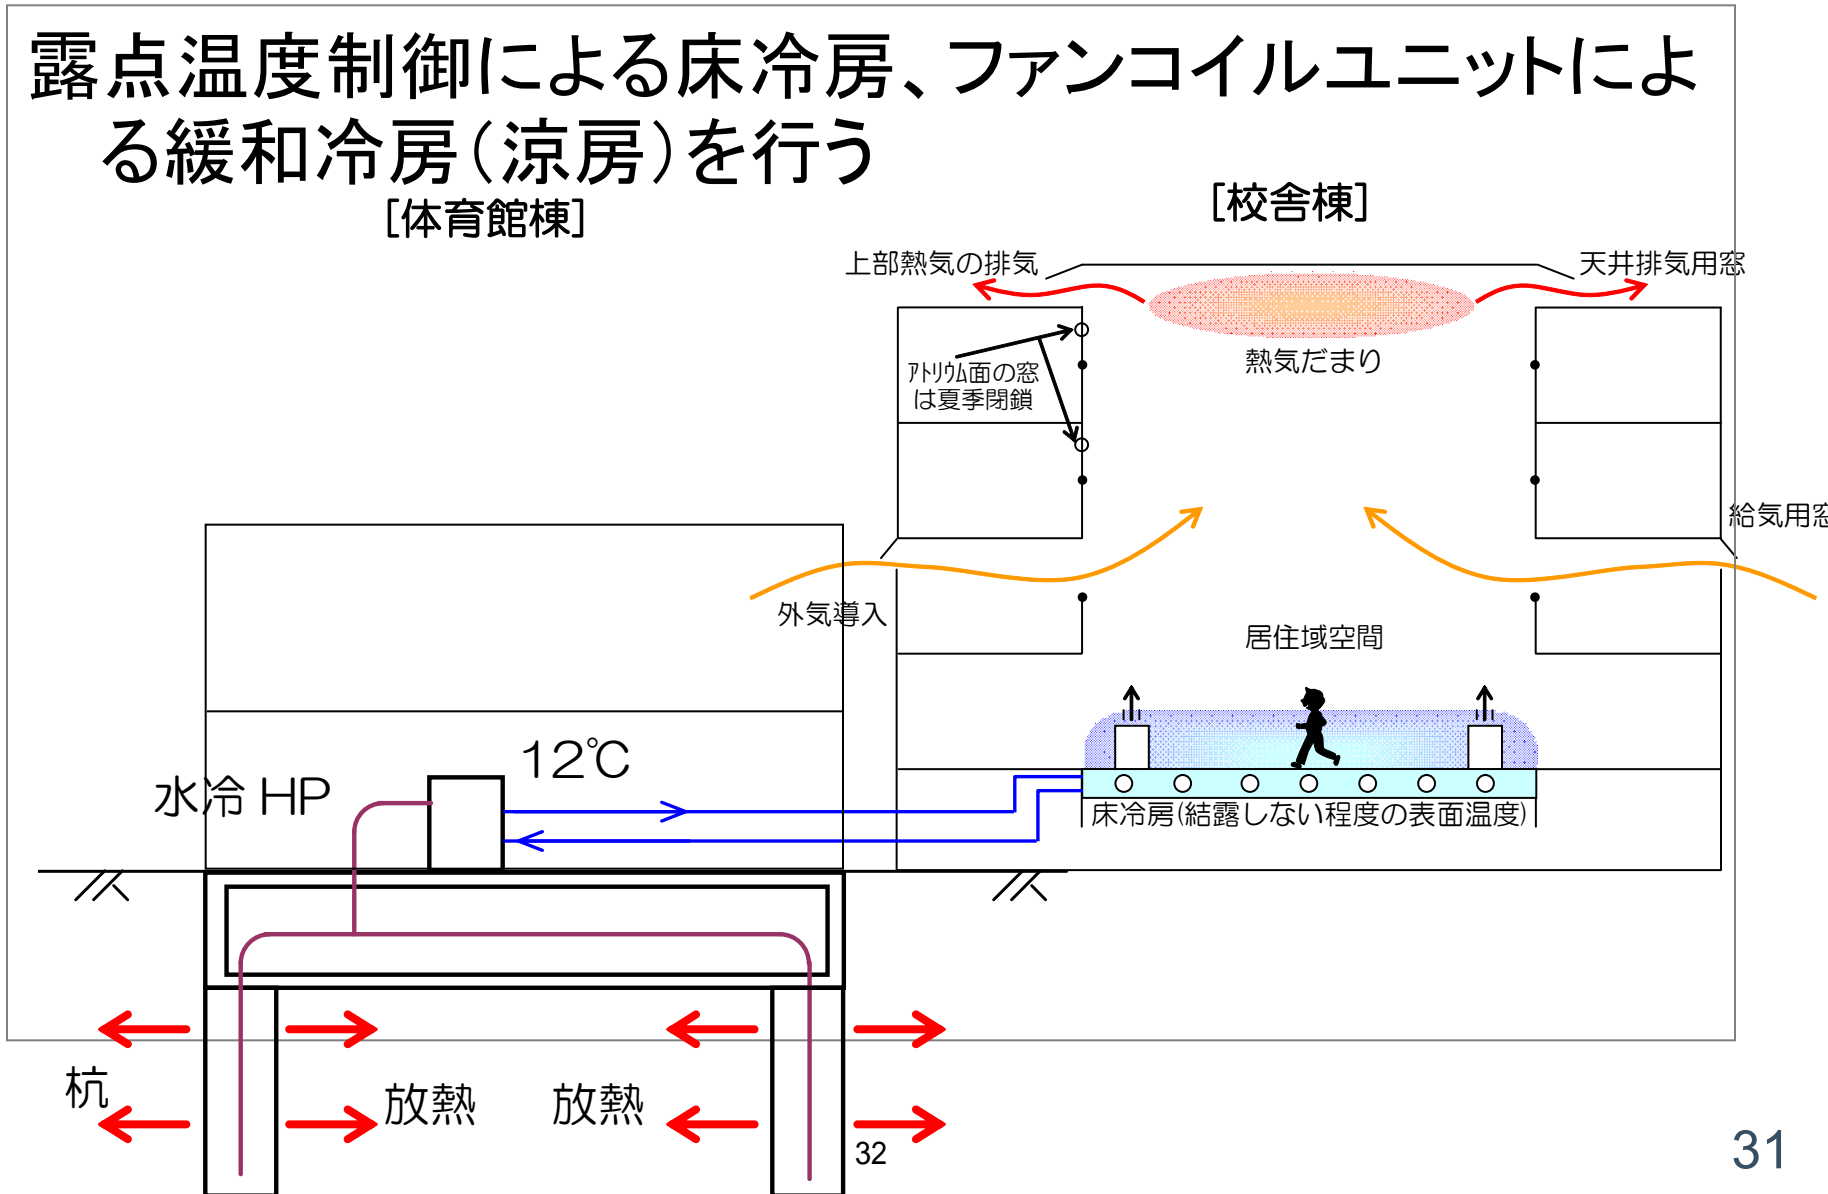 露点温度制御による床冷房、ファンコイルユニットによ
る緩和冷房(涼房)を行う
[体育館棟]
[校舎棟]
上部熱気の排気
天井排気用窓
熱気だまり
ｱﾄﾘｳﾑ面の窓
は夏季閉鎖
給気用窓
外気導入
居住域空間
12℃
水冷 HP
床冷房(結露しない程度の表面温度)
杭
放熱
放熱
32
31